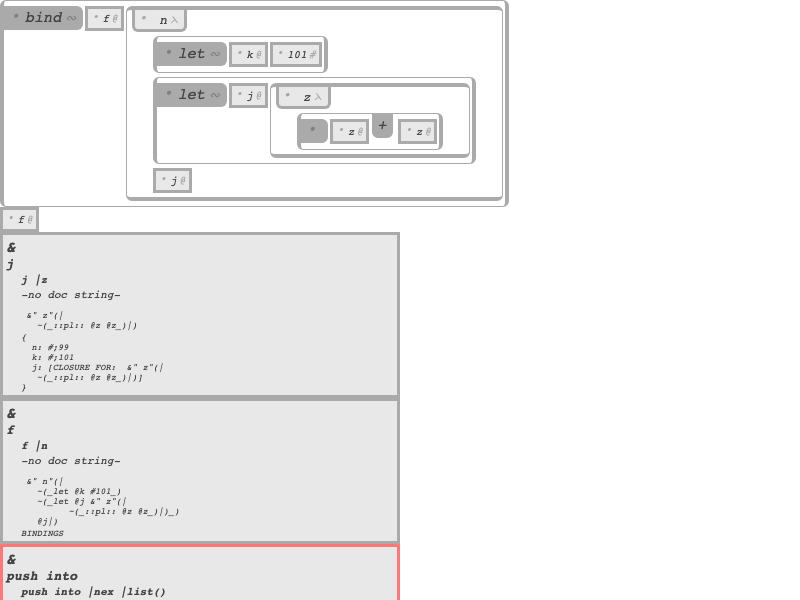 * bind ∾ * f @ * n ⅄
* let ∾ * k @ * 101 #
* let ∾ * j @ * z ⅄
* * z @ + * z @
* j @
* f @
&
j
j |z
-no doc string-
&" z"(|
~(_::pl:: @z @z_)|)
{
n: #;99
k: #;101
j: [CLOSURE FOR:  &" z"(|
~(_::pl:: @z @z_)|)]
}
&
f
f |n
-no doc string-
&" n"(|
~(_let @k #101_)
~(_let @j &" z"(|
~(_::pl:: @z @z_)|)_)
@j|)
BINDINGS
&
push into
push into |nex |list()